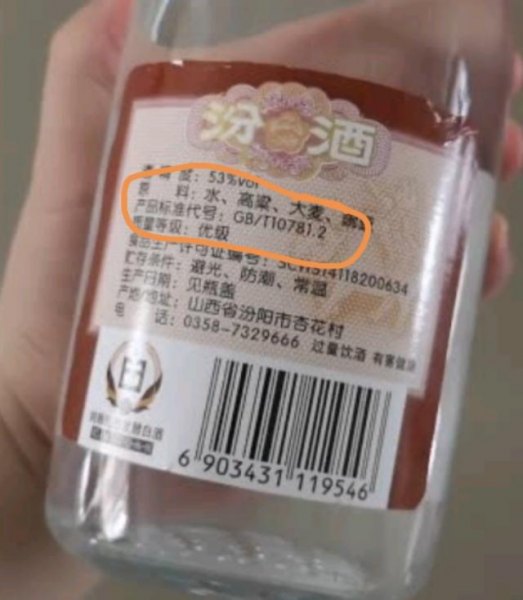 汾酒
酒精度：53%vol
原　　料：水、高粱、大麦、豌豆
产品标准代号：GB/T10781.2
质量等级：优级
食品生产许可证编号：SC11514118200634
贮存条件：避光、防潮、常温
生产日期：见瓶盖
产地/地址：山西省汾阳市杏花村
电　　话：0358-7329666 过量饮酒 有害健康
6 903431 119546